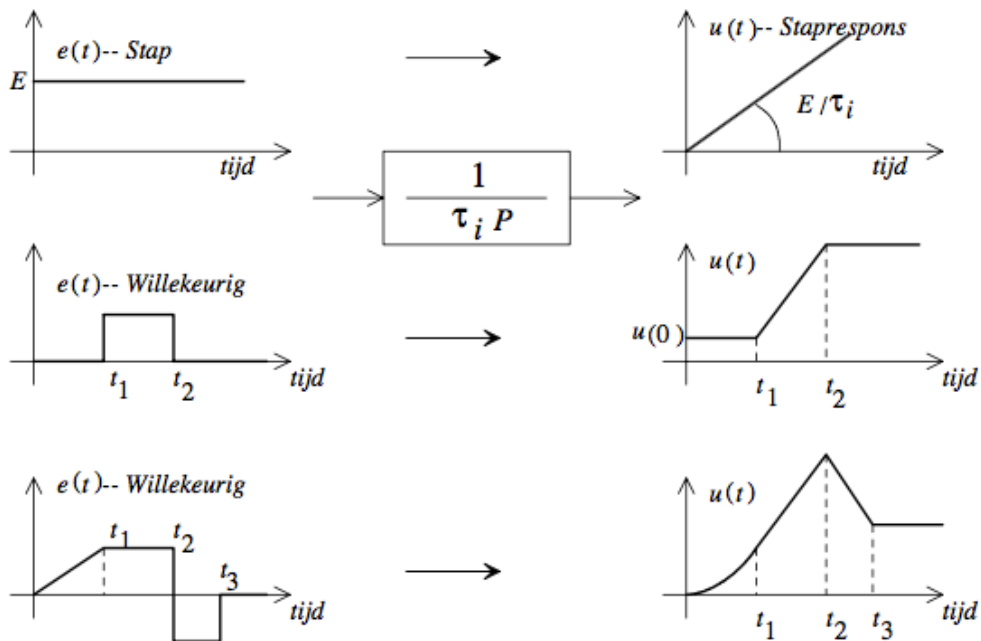 e(t)-- Stap
E
tijd
u(t)-- Staprespons
E/τi
tijd
1
τi P
e(t)-- Willekeurig
t1
t2
tijd
u(t)
u(0)
t1
t2
tijd
e(t)-- Willekeurig
t1
t2
t3
tijd
u(t)
t1
t2
t3
tijd